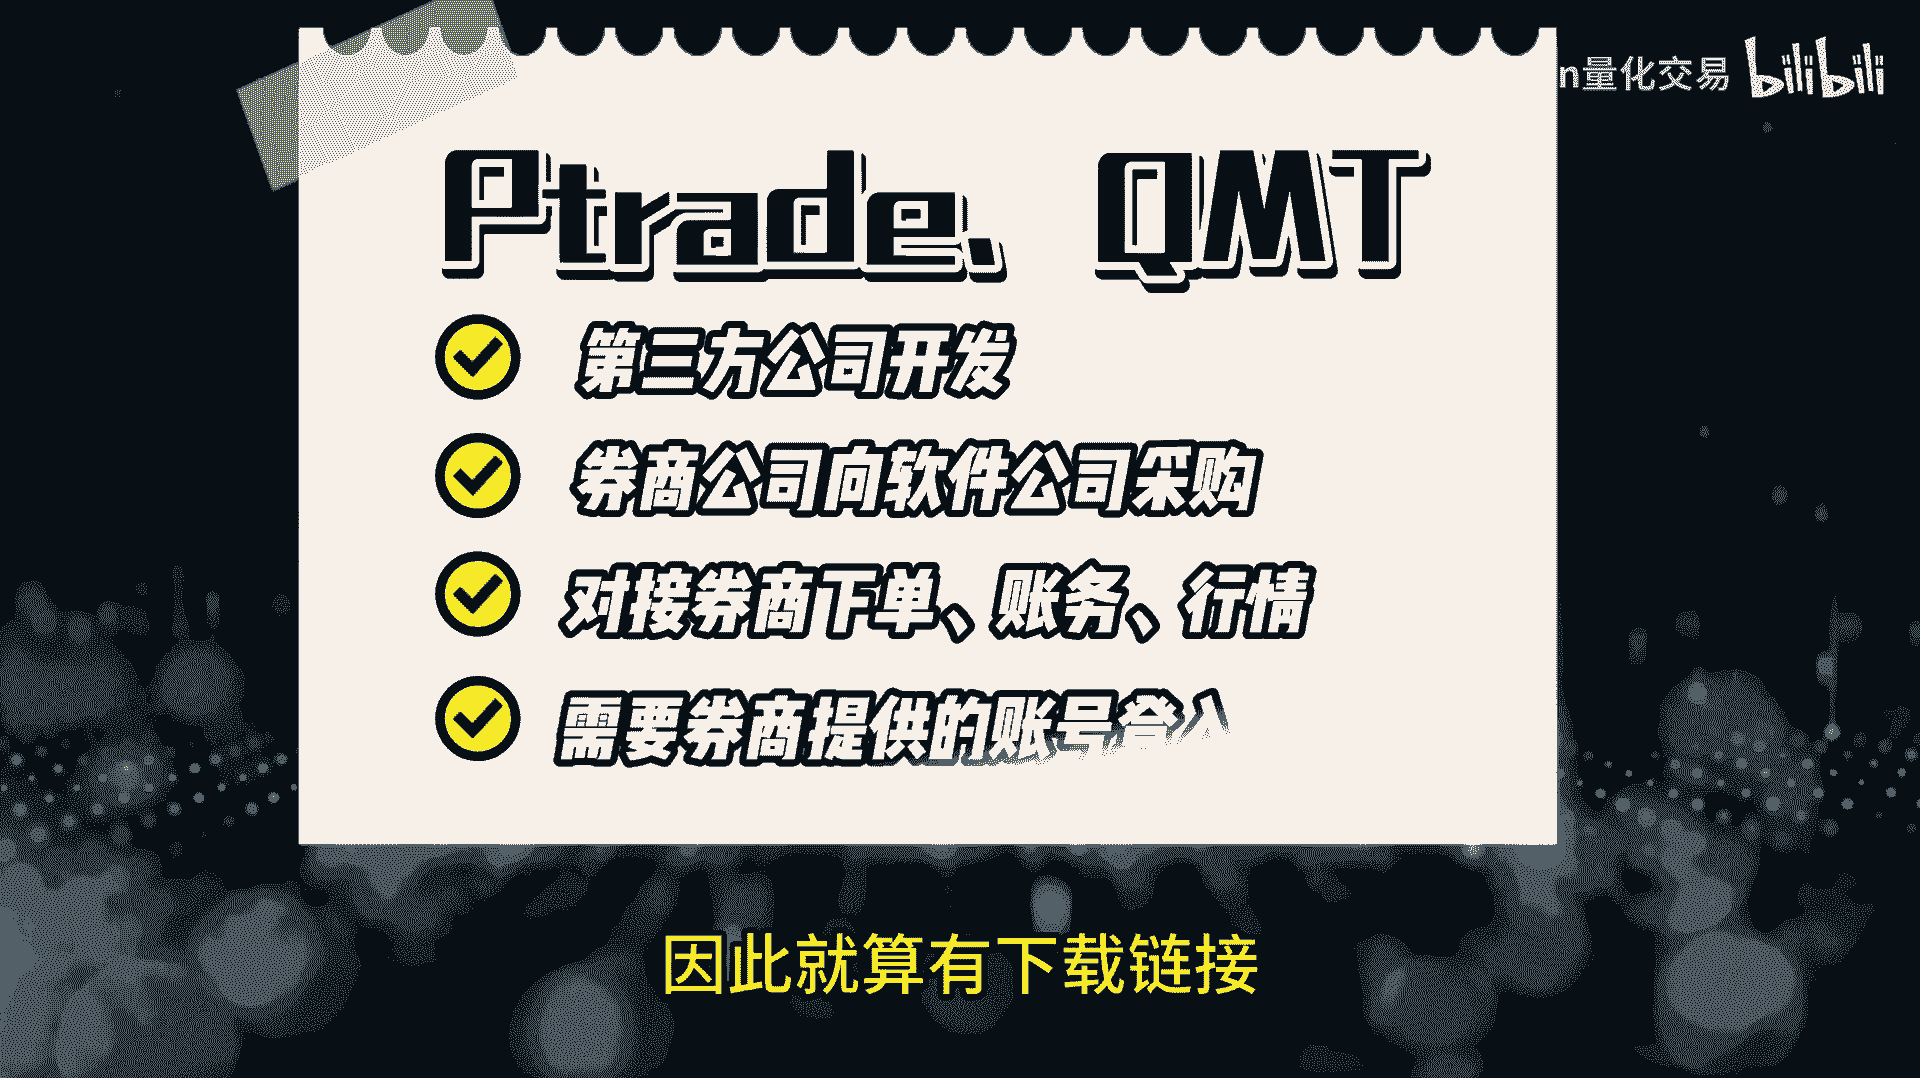 n量化交易 bilibili
Ptrade、 QMT
第三方公司开发
券商公司向软件公司采购
对接券商下单、账务、行情
需要券商提供的账号登入
因此就算有下载链接